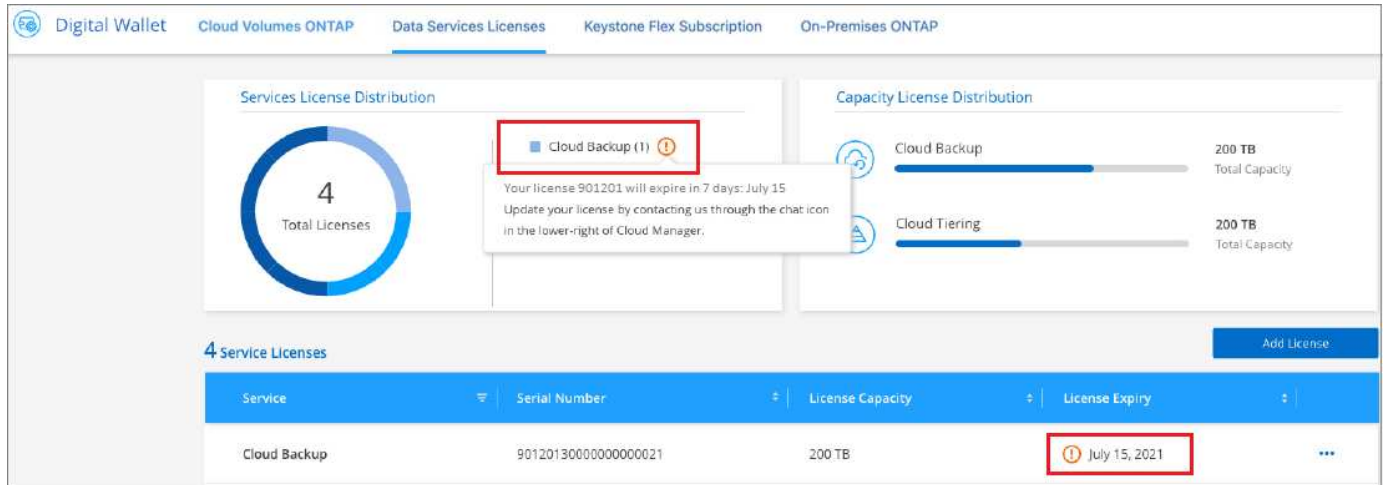 Digital Wallet
Cloud Volumes ONTAP
Data Services Licenses
Keystone Flex Subscription
On-Premises ONTAP
Services License Distribution
4
Total Licenses
Cloud Backup (1)
Your license 901201 will expire in 7 days: July 15
Update your license by contacting us through the chat icon
in the lower-right of Cloud Manager.
Capacity License Distribution
Cloud Backup
200 TB
Total Capacity
Cloud Tiering
200 TB
Total Capacity
4 Service Licenses
Add License
Service
Serial Number
License Capacity
License Expiry
Cloud Backup
90120130000000000021
200 TB
July 15, 2021